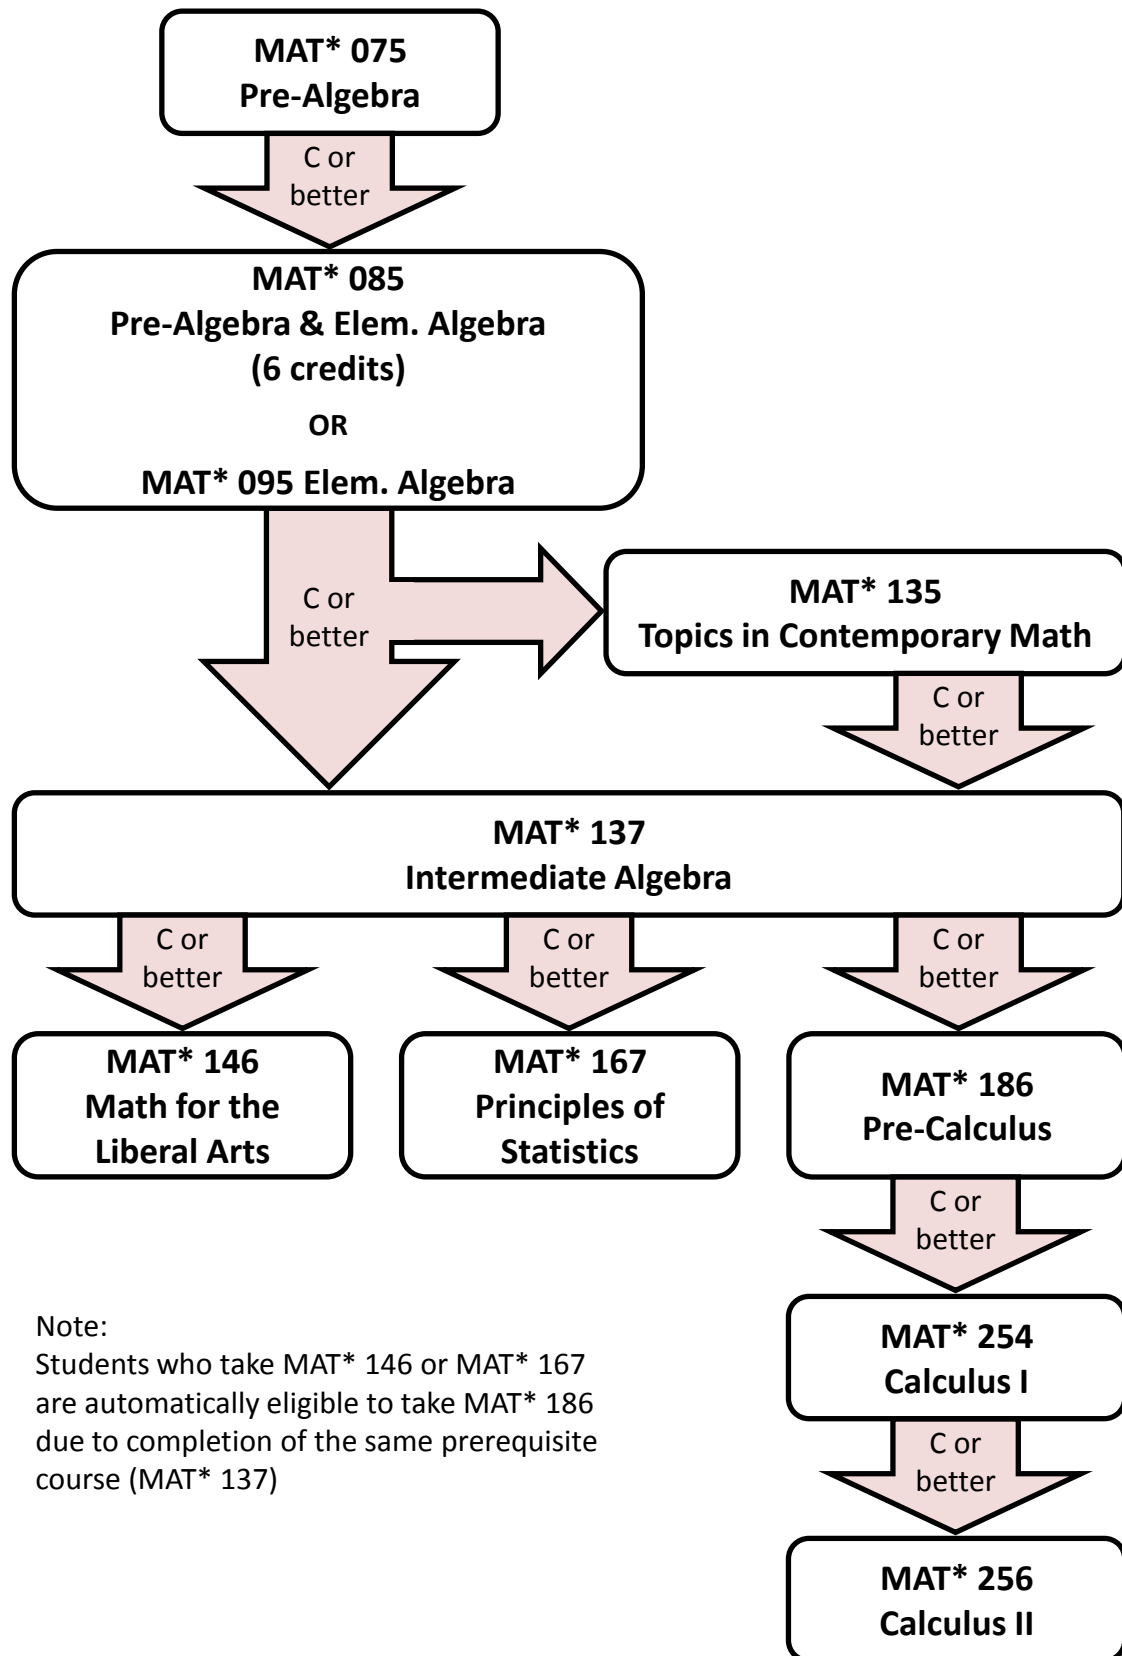 MAT* 075
Pre-Algebra
C or
better
MAT* 085
Pre-Algebra & Elem. Algebra
(6 credits)
OR
MAT* 095 Elem. Algebra
C or
better
MAT* 135
Topics in Contemporary Math
C or
better
MAT* 137
Intermediate Algebra
C or
better
C or
better
C or
better
MAT* 146
Math for the
Liberal Arts
MAT* 167
Principles of
Statistics
MAT* 186
Pre-Calculus
C or
better
MAT* 254
Calculus I
C or
better
MAT* 256
Calculus II
Note:
Students who take MAT* 146 or MAT* 167
are automatically eligible to take MAT* 186
due to completion of the same prerequisite
course (MAT* 137)